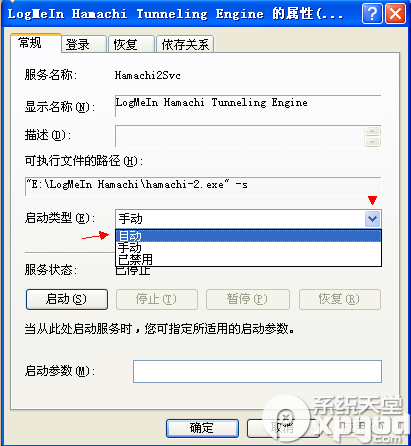 LogMeIn Hamachi Tunneling Engine 的属性(...
常规 登录 恢复 依存关系
服务名称: Hamachi2Svc
显示名称(N): LogMeIn Hamachi Tunneling Engine
描述(D):
可执行文件的路径(H):
"E:\LogMeIn Hamachi\hamachi-2.exe" -s
启动类型(E): 手动
自动
手动
已禁用
服务状态: 已停止
启动(S) 停止(T) 暂停(P) 恢复(R)
当从此处启动服务时，您可指定所适用的启动参数。
启动参数(M):
确定 取消
系统天堂